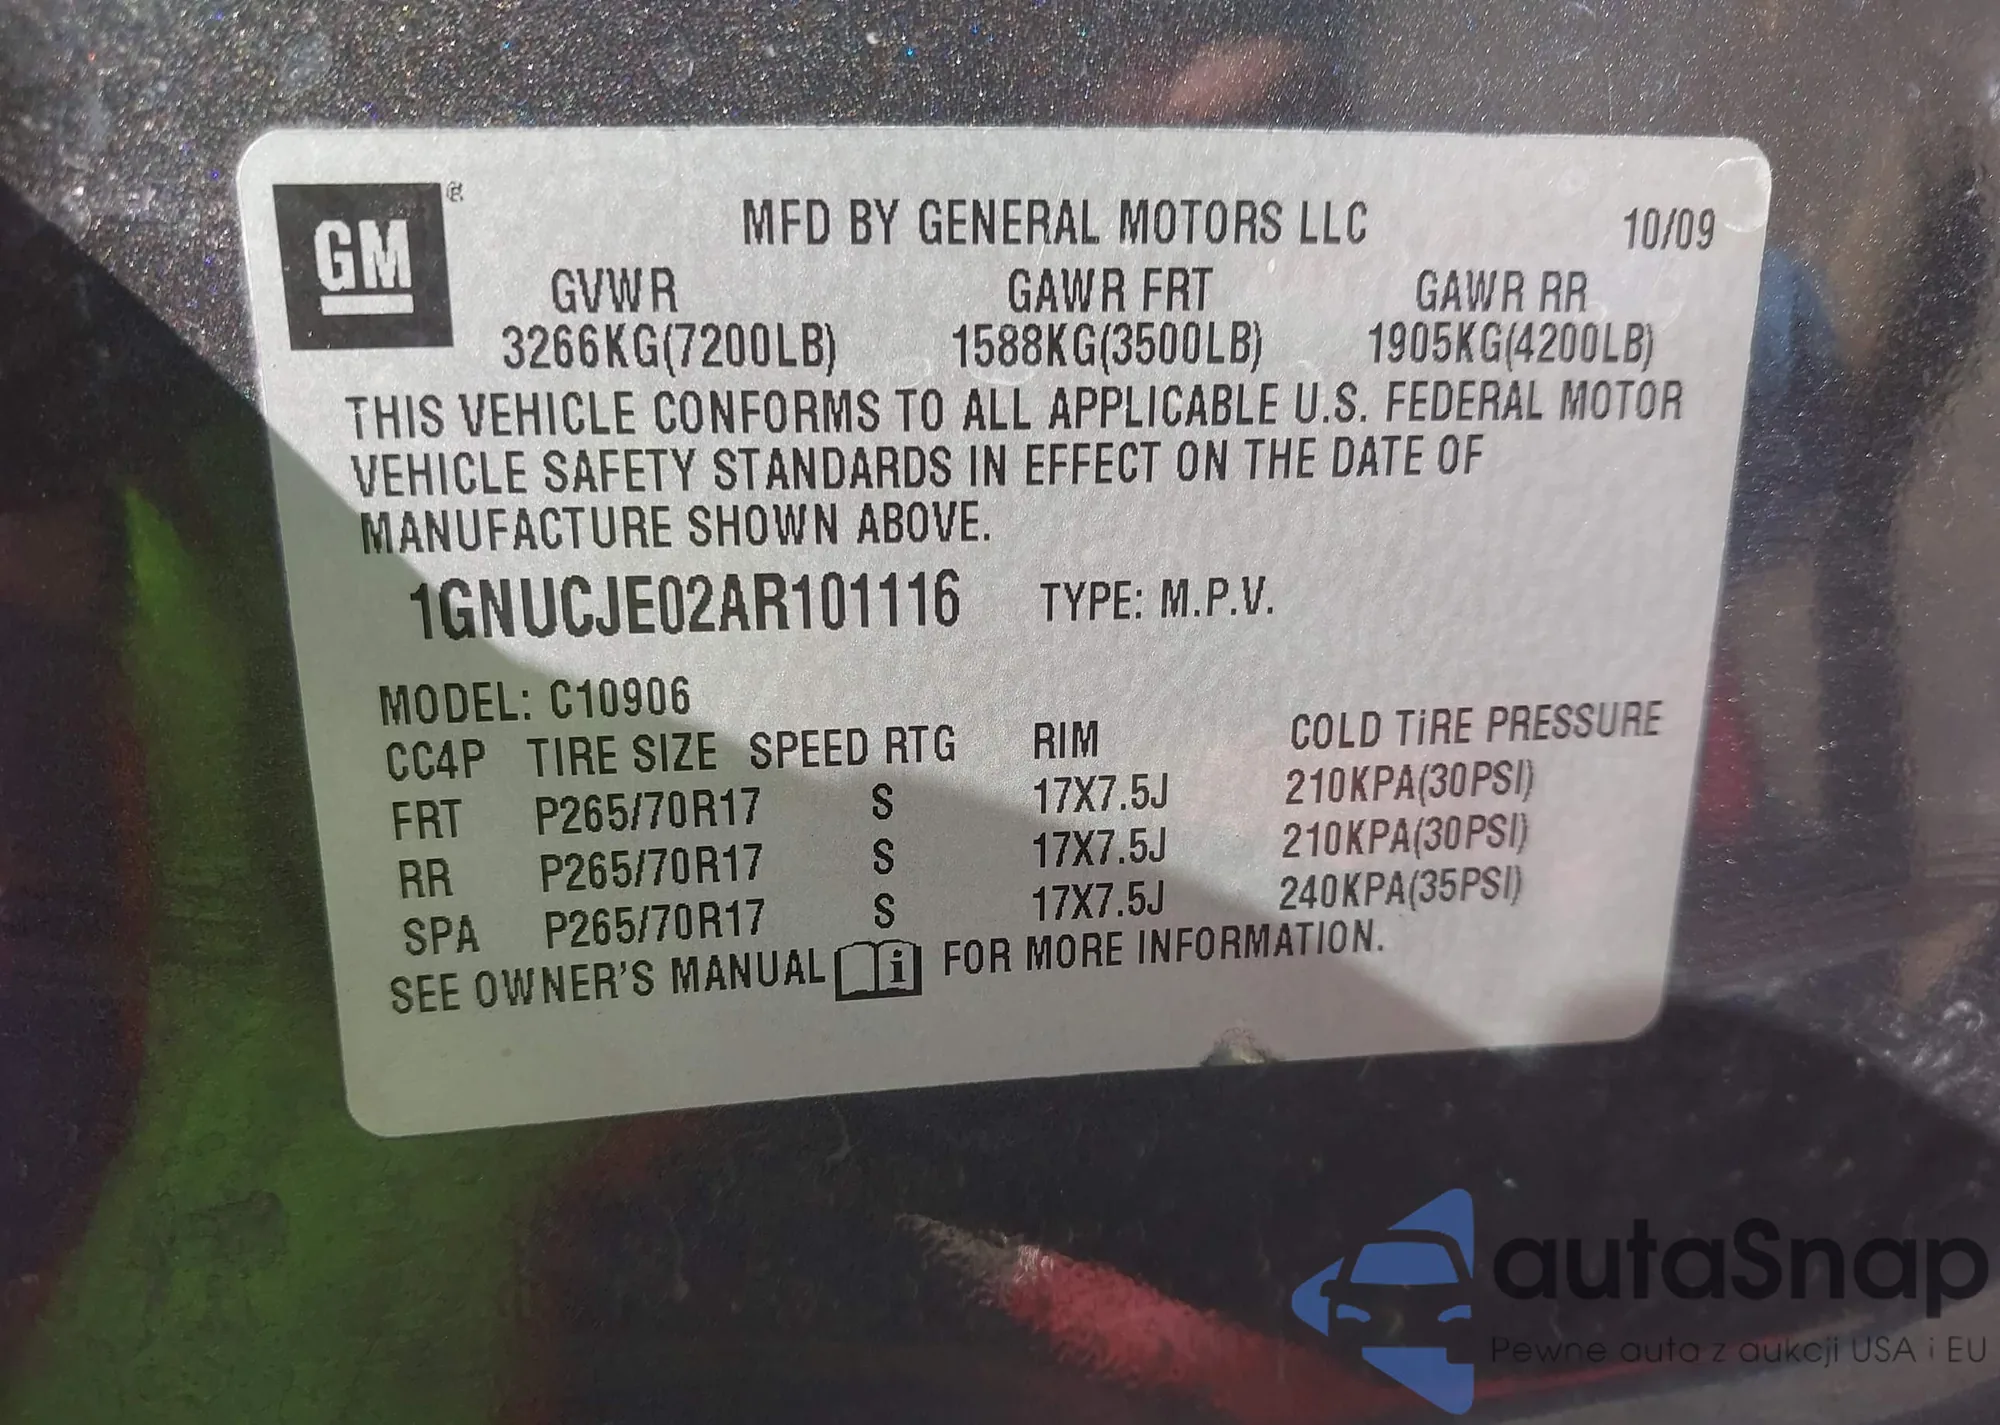 GM®
MFD BY GENERAL MOTORS LLC 10/09
GVWR GAWR FRT GAWR RR
3266KG(7200LB) 1588KG(3500LB) 1905KG(4200LB)
THIS VEHICLE CONFORMS TO ALL APPLICABLE U.S. FEDERAL MOTOR
VEHICLE SAFETY STANDARDS IN EFFECT ON THE DATE OF
MANUFACTURE SHOWN ABOVE.
1GNUCJE02AR101116 TYPE: M.P.V.
MODEL: C10906
CC4P TIRE SIZE SPEED RTG RIM COLD TiRE PRESSURE
FRT P265/70R17 S 17X7.5J 210KPA(30PSI)
RR P265/70R17 S 17X7.5J 210KPA(30PSI)
SPA P265/70R17 S 17X7.5J 240KPA(35PSI)
SEE OWNER'S MANUAL i FOR MORE INFORMATION.
autaSnap
Pewne auta z aukcji USA i EU